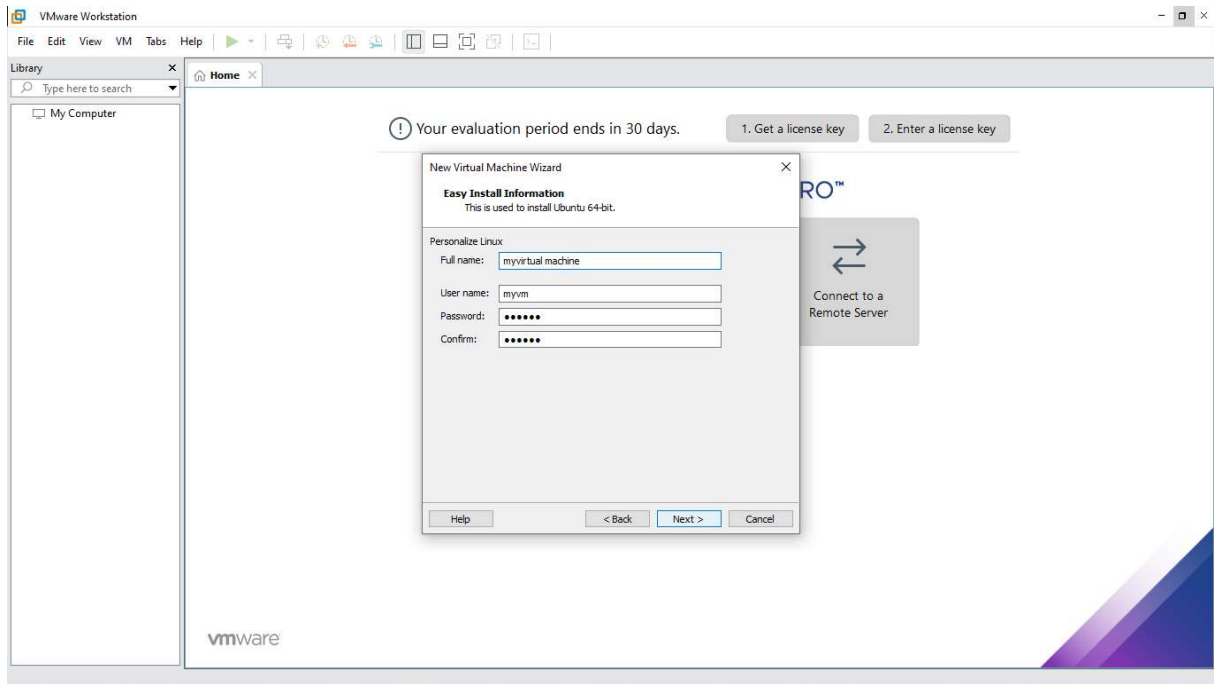 VMware Workstation
File Edit View VM Tabs Help
Library
Type here to search
My Computer
Home
Your evaluation period ends in 30 days.
1. Get a license key
2. Enter a license key
RO™
Connect to a
Remote Server
New Virtual Machine Wizard
Easy Install Information
This is used to install Ubuntu 64-bit.
Personalize Linux
Full name: myvirtual machine
User name: myvm
Password: ●●●●●●
Confirm: ●●●●●●
Help
< Back
Next >
Cancel
vmware